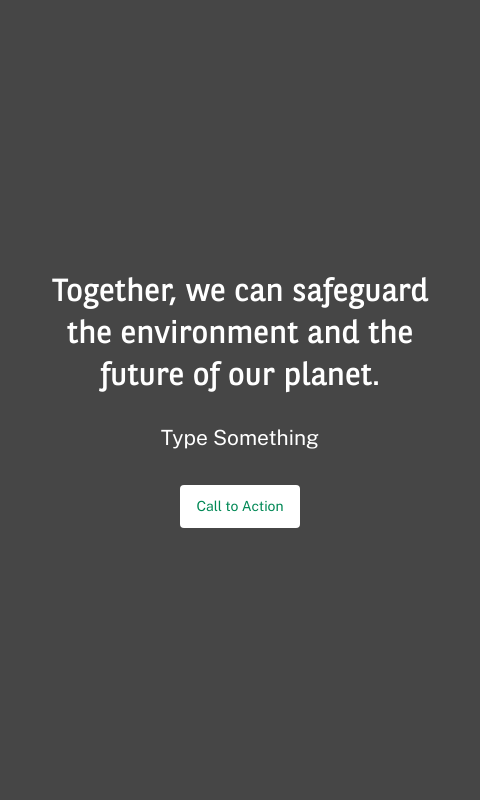 Together, we can safeguard
the environment and the
future of our planet.
Type Something
Call to Action